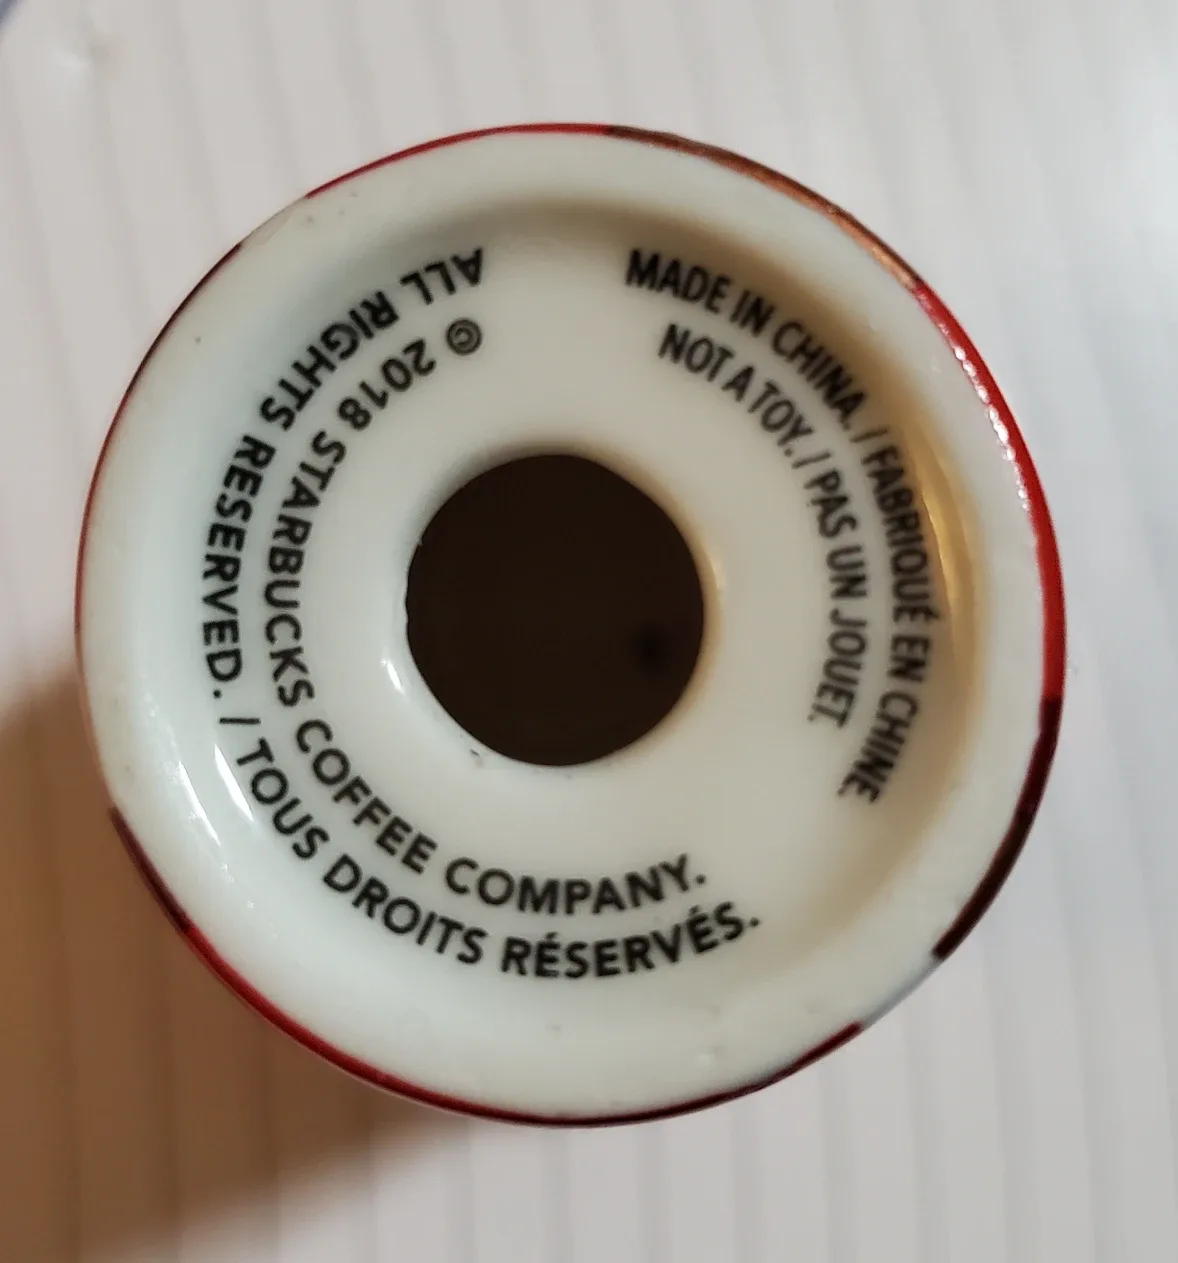 © 2018 STARBUCKS COFFEE COMPANY.
ALL RIGHTS RESERVED. / TOUS DROITS RÉSERVÉS.
MADE IN CHINA. / FABRIQUÉ EN CHINE.
NOT A TOY. / PAS UN JOUET.